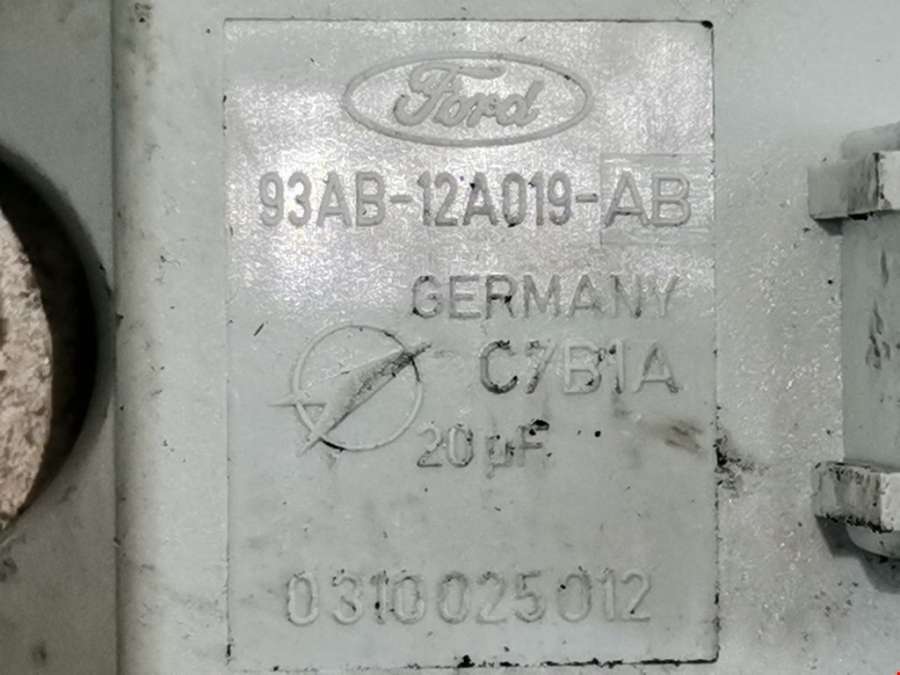 Ford
93AB-12A019-AB
GERMANY
C7B1A
20 µF
0310025012